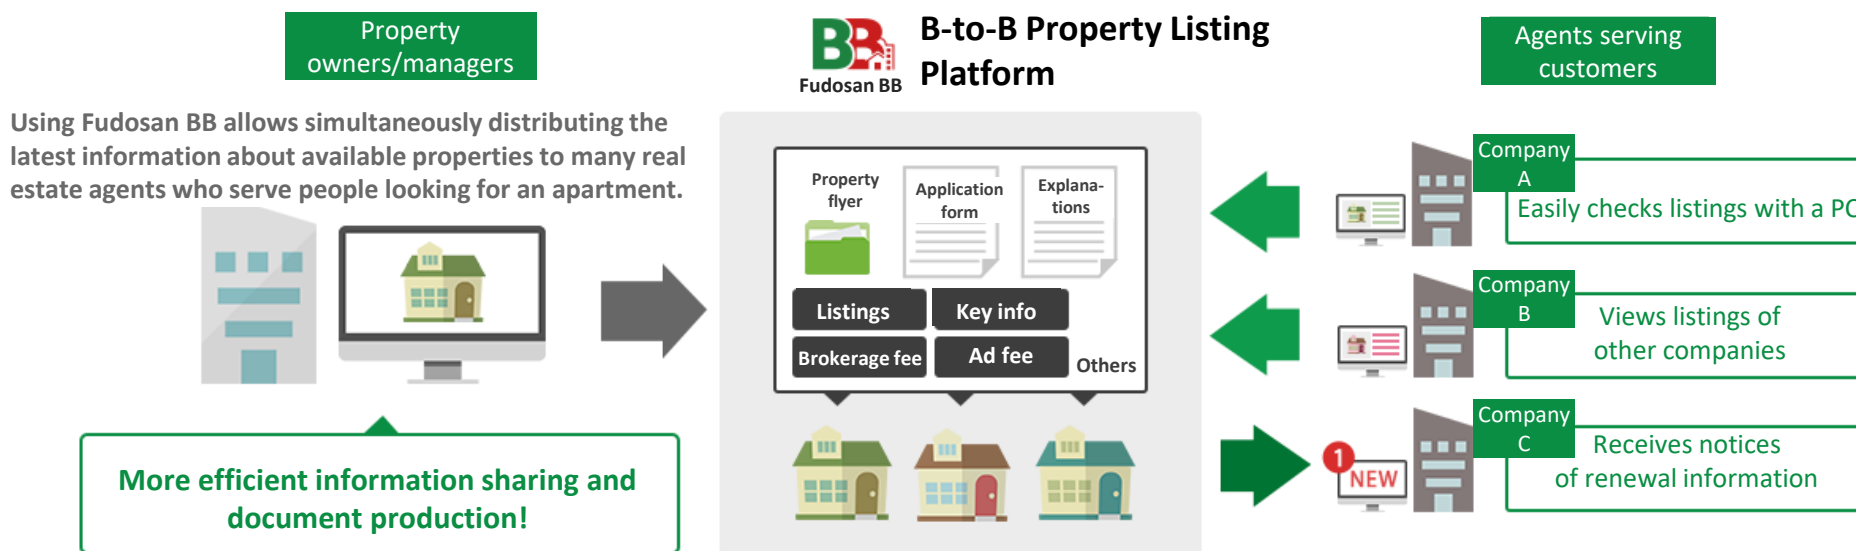 Property
owners/managers
Using Fudosan BB allows simultaneously distributing the
latest information about available properties to many real
estate agents who serve people looking for an apartment.
More efficient information sharing and
document production!
BB
Fudosan BB
B-to-B Property Listing
Platform
Property
flyer
Application
form
Explana-
tions
Listings
Key info
Brokerage fee
Ad fee
Others
Agents serving
customers
Company
A
Easily checks listings with a PC
Company
B
Views listings of
other companies
Company
C
Receives notices
of renewal information
1
NEW